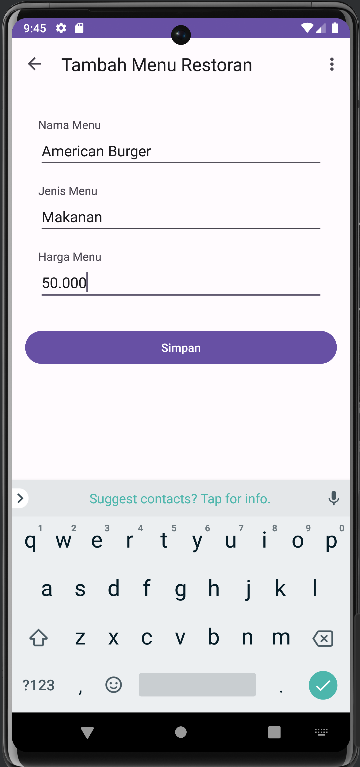 9:45
Tambah Menu Restoran
Nama Menu
American Burger
Jenis Menu
Makanan
Harga Menu
50.000
Simpan
Suggest contacts? Tap for info.
1 2 3 4 5 6 7 8 9 0
q w e r t y u i o p
a s d f g h j k l
z x c v b n m
?123 , .